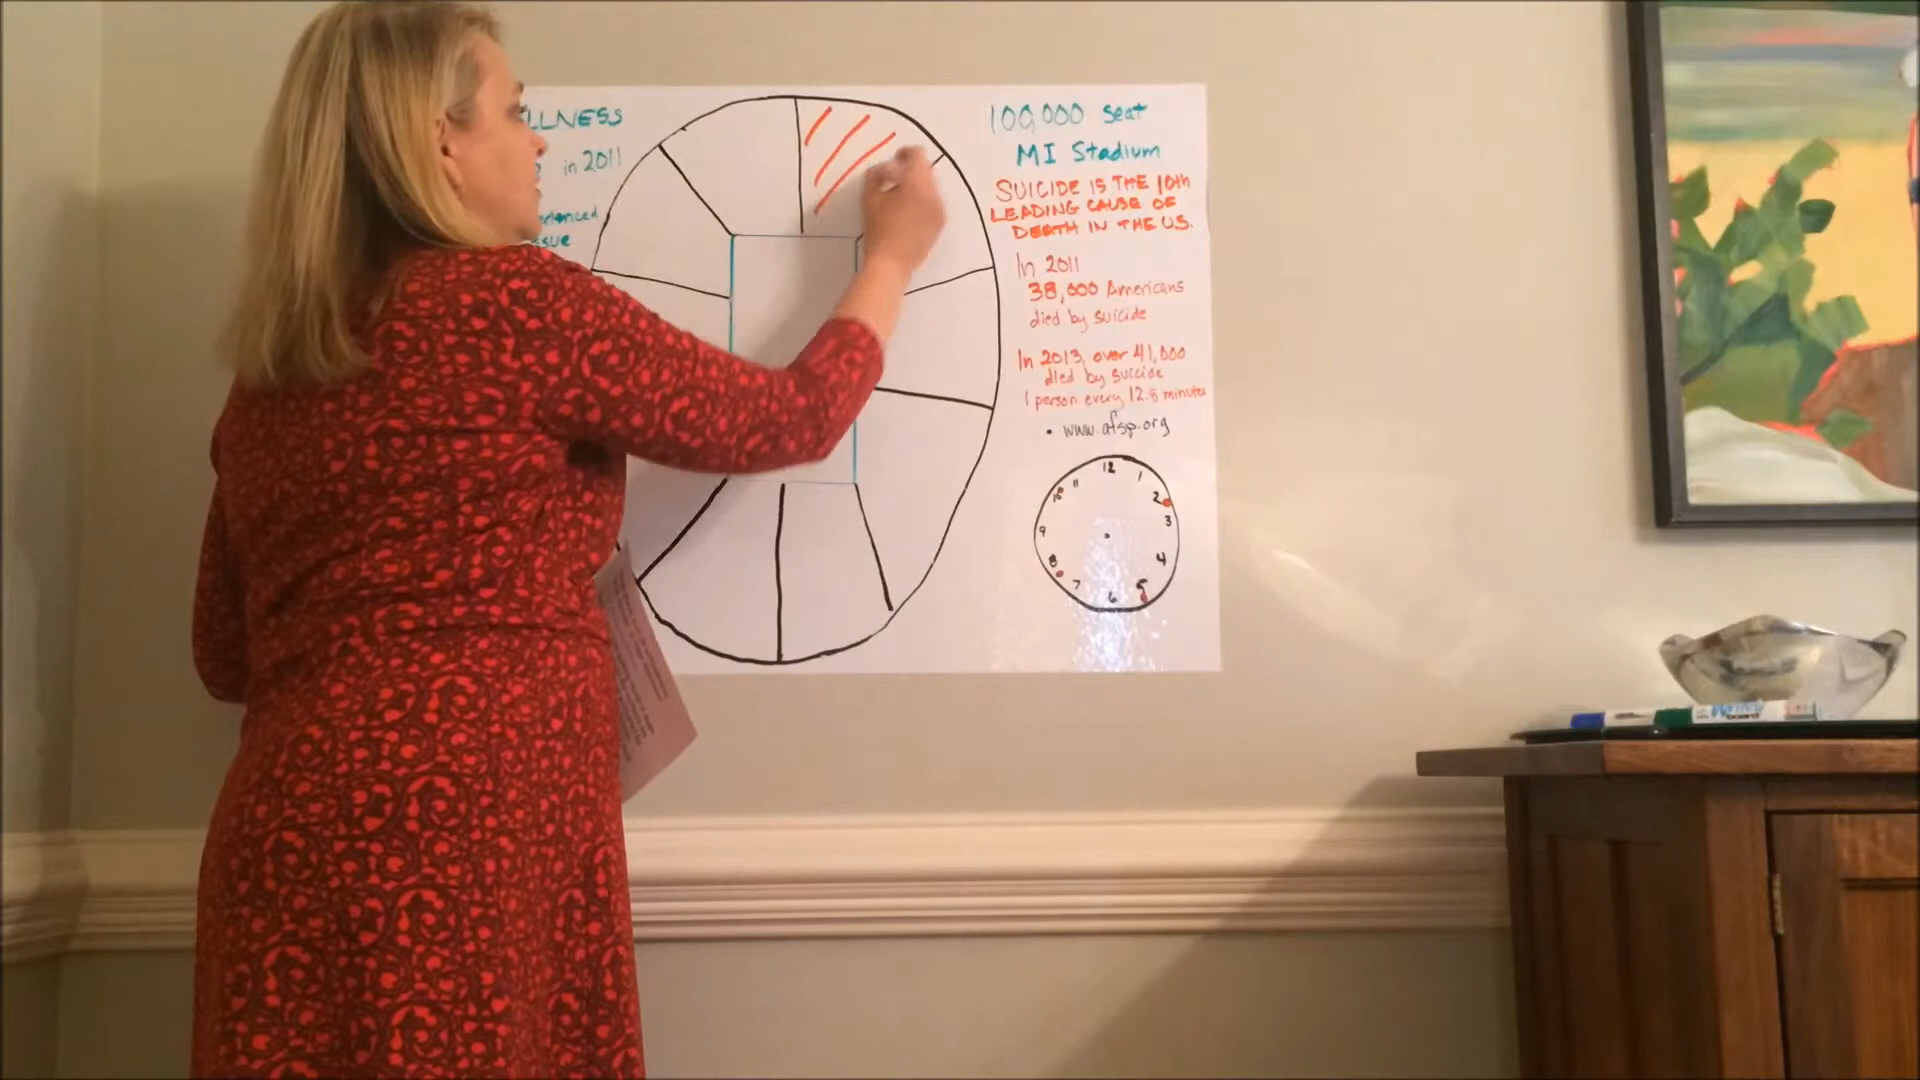 LLNESS
in 2011
ssue
100,000 seat
MI Stadium
SUICIDE IS THE 10th
LEADING CAUSE OF
DEATH IN THE U.S.
In 2011
38,000 Americans
died by suicide
In 2013, over 41,000
died by suicide
1 person every 12.8 minutes
• www.afsp.org
12
11 1
10 2
9 3
8 4
7 5
6